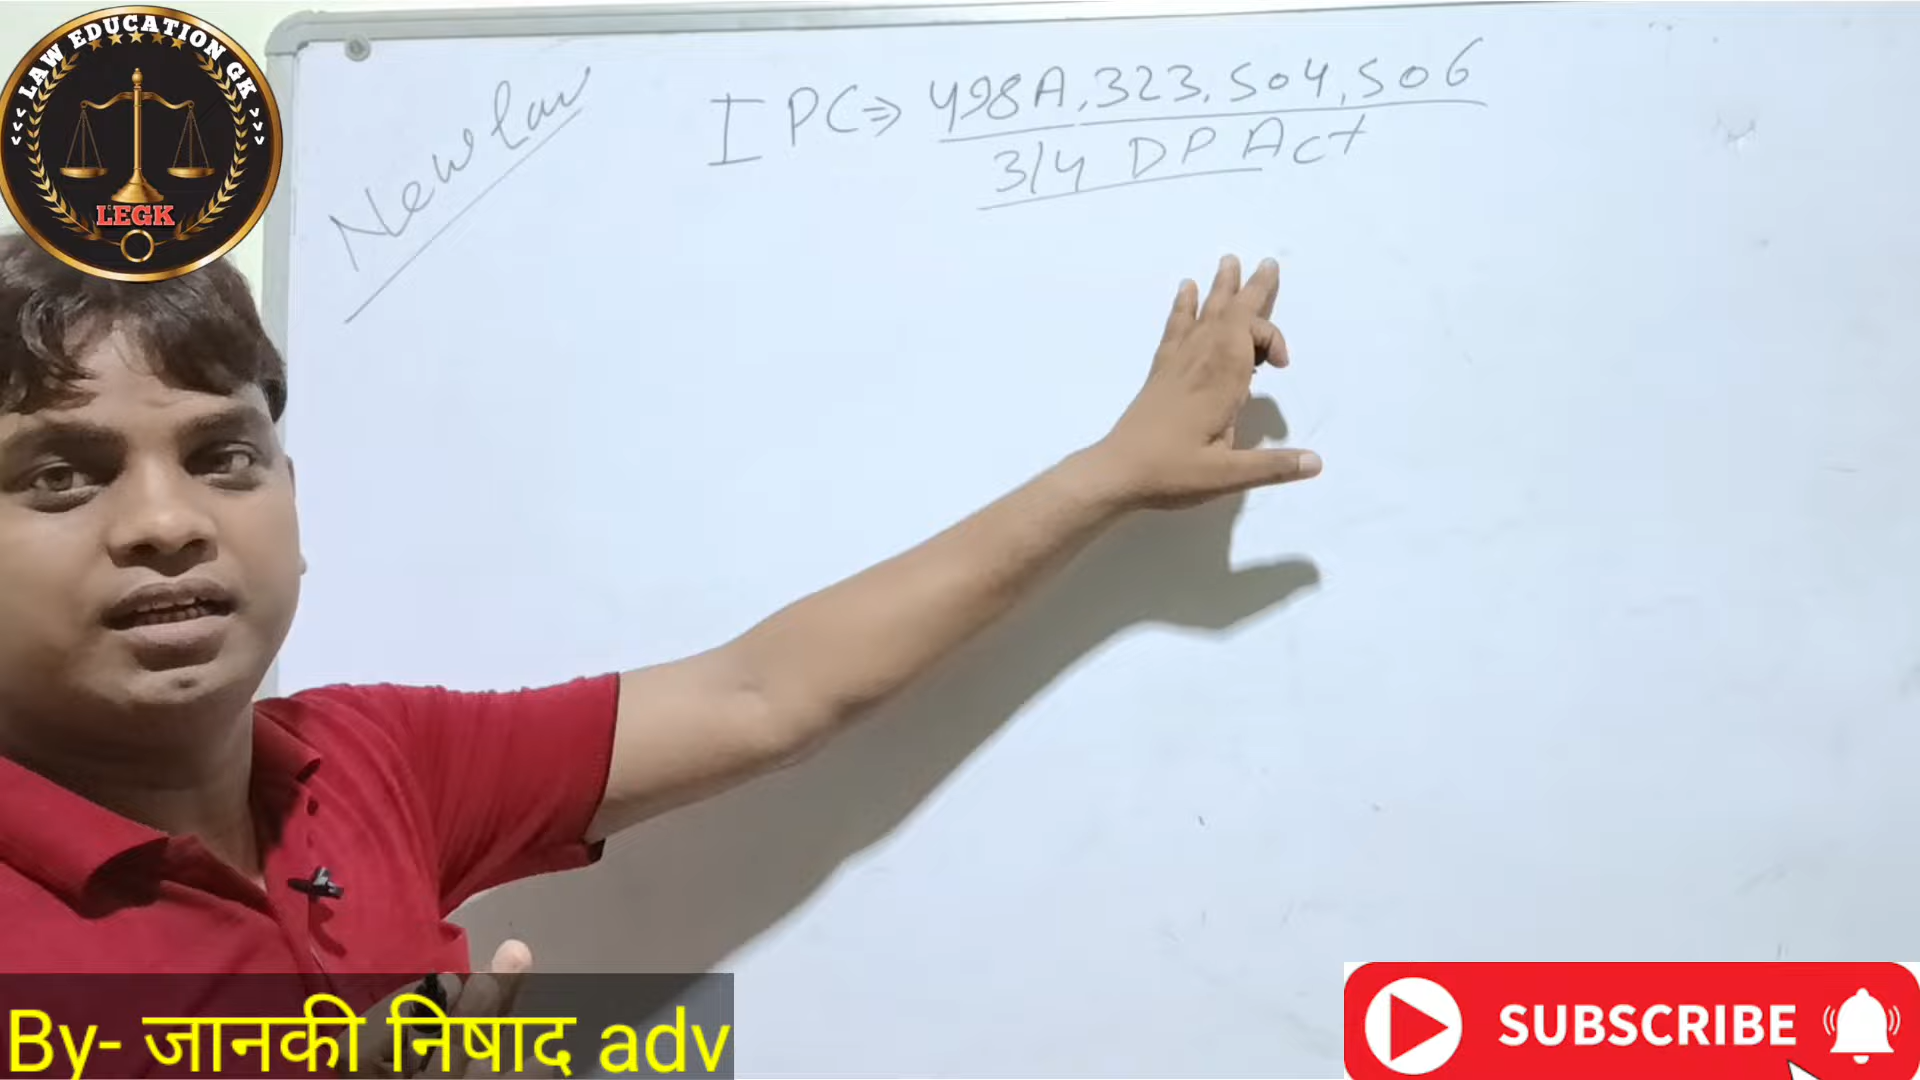 LAW EDUCATION GK
LEGK
New law
IPC⇒ 498A, 323, 504, 506
3/4 DP Act
By- जानकी निषाद adv
SUBSCRIBE